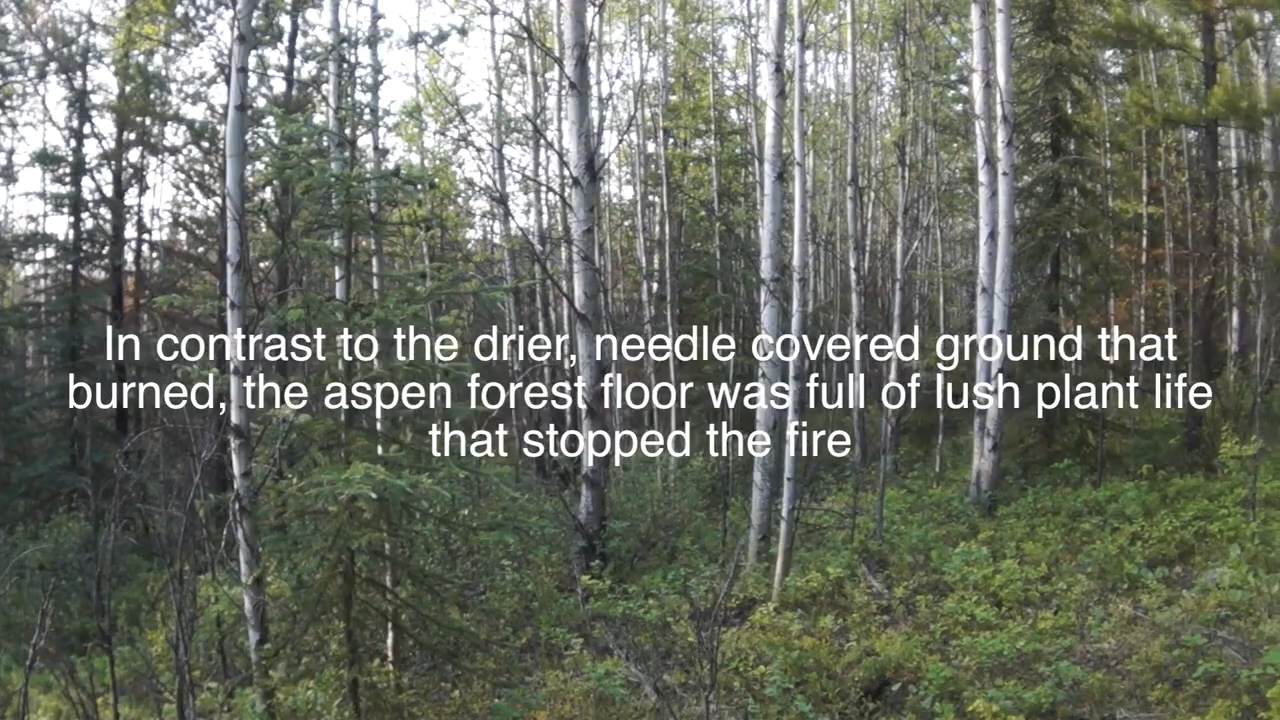 In contrast to the drier, needle covered ground that
burned, the aspen forest floor was full of lush plant life
that stopped the fire